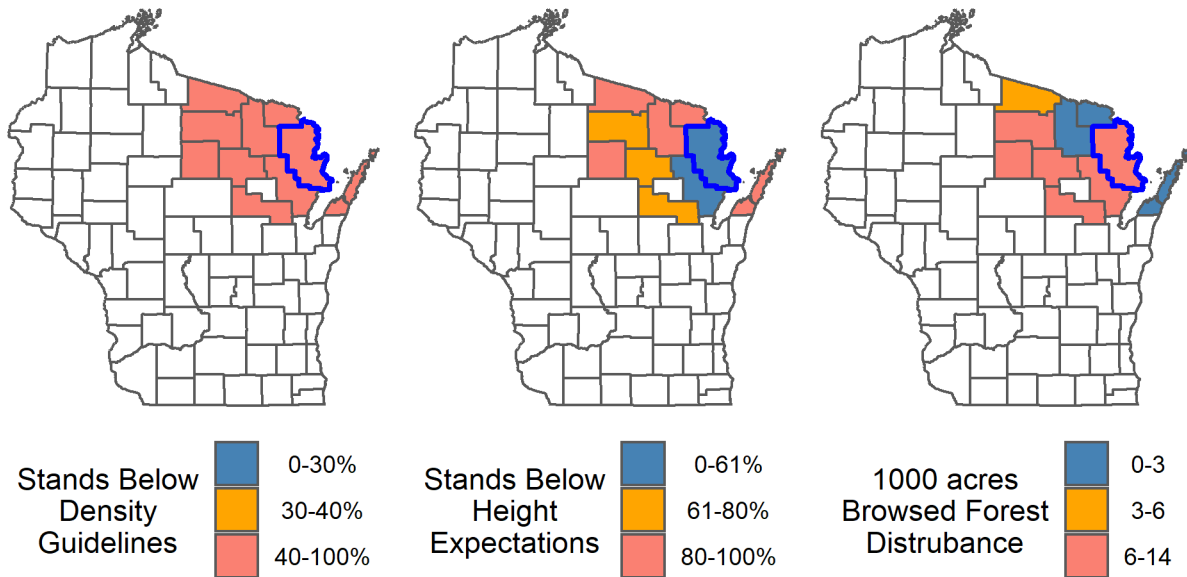 Stands Below
Density
Guidelines
0-30%
30-40%
40-100%
Stands Below
Height
Expectations
0-61%
61-80%
80-100%
1000 acres
Browsed Forest
Distrubance
0-3
3-6
6-14